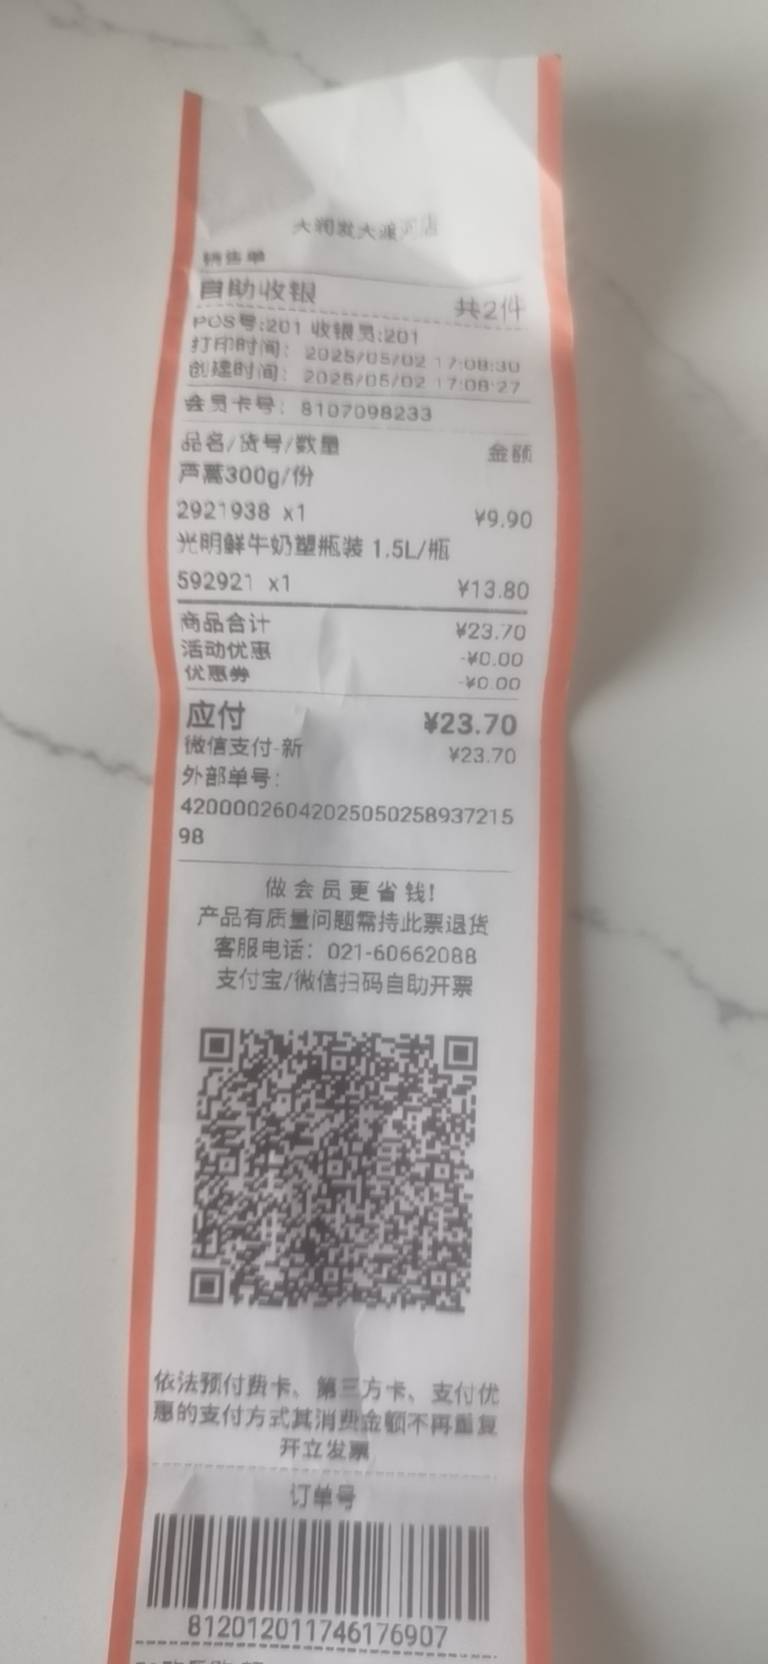 大润发大渡河店
销售单
自助收银 共2件
POS号:201 收银员:201
打印时间: 2025/05/02 17:08:30
创建时间: 2025/05/02 17:08:27
会员卡号: 8107098233
品名/货号/数量 金额
芦蒿300g/份
2921938 x1 ¥9.90
光明鲜牛奶塑瓶装 1.5L/瓶
592921 x1 ¥13.80
商品合计 ¥23.70
活动优惠 -¥0.00
优惠券 -¥0.00
应付 ¥23.70
微信支付-新 ¥23.70
外部单号:
42000026042025050258937215
98
做会员更省钱!
产品有质量问题需持此票退货
客服电话: 021-60662088
支付宝/微信扫码自助开票
依法预付费卡、第三方卡、支付优
惠的支付方式其消费金额不再重复
开立发票
订单号
812012011746176907